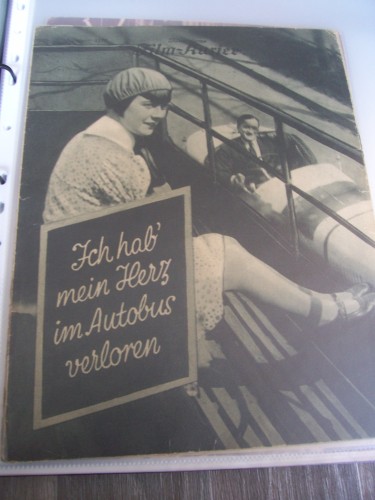 Film-Kurier
Ich hab'
mein Herz
im Autobus
verloren